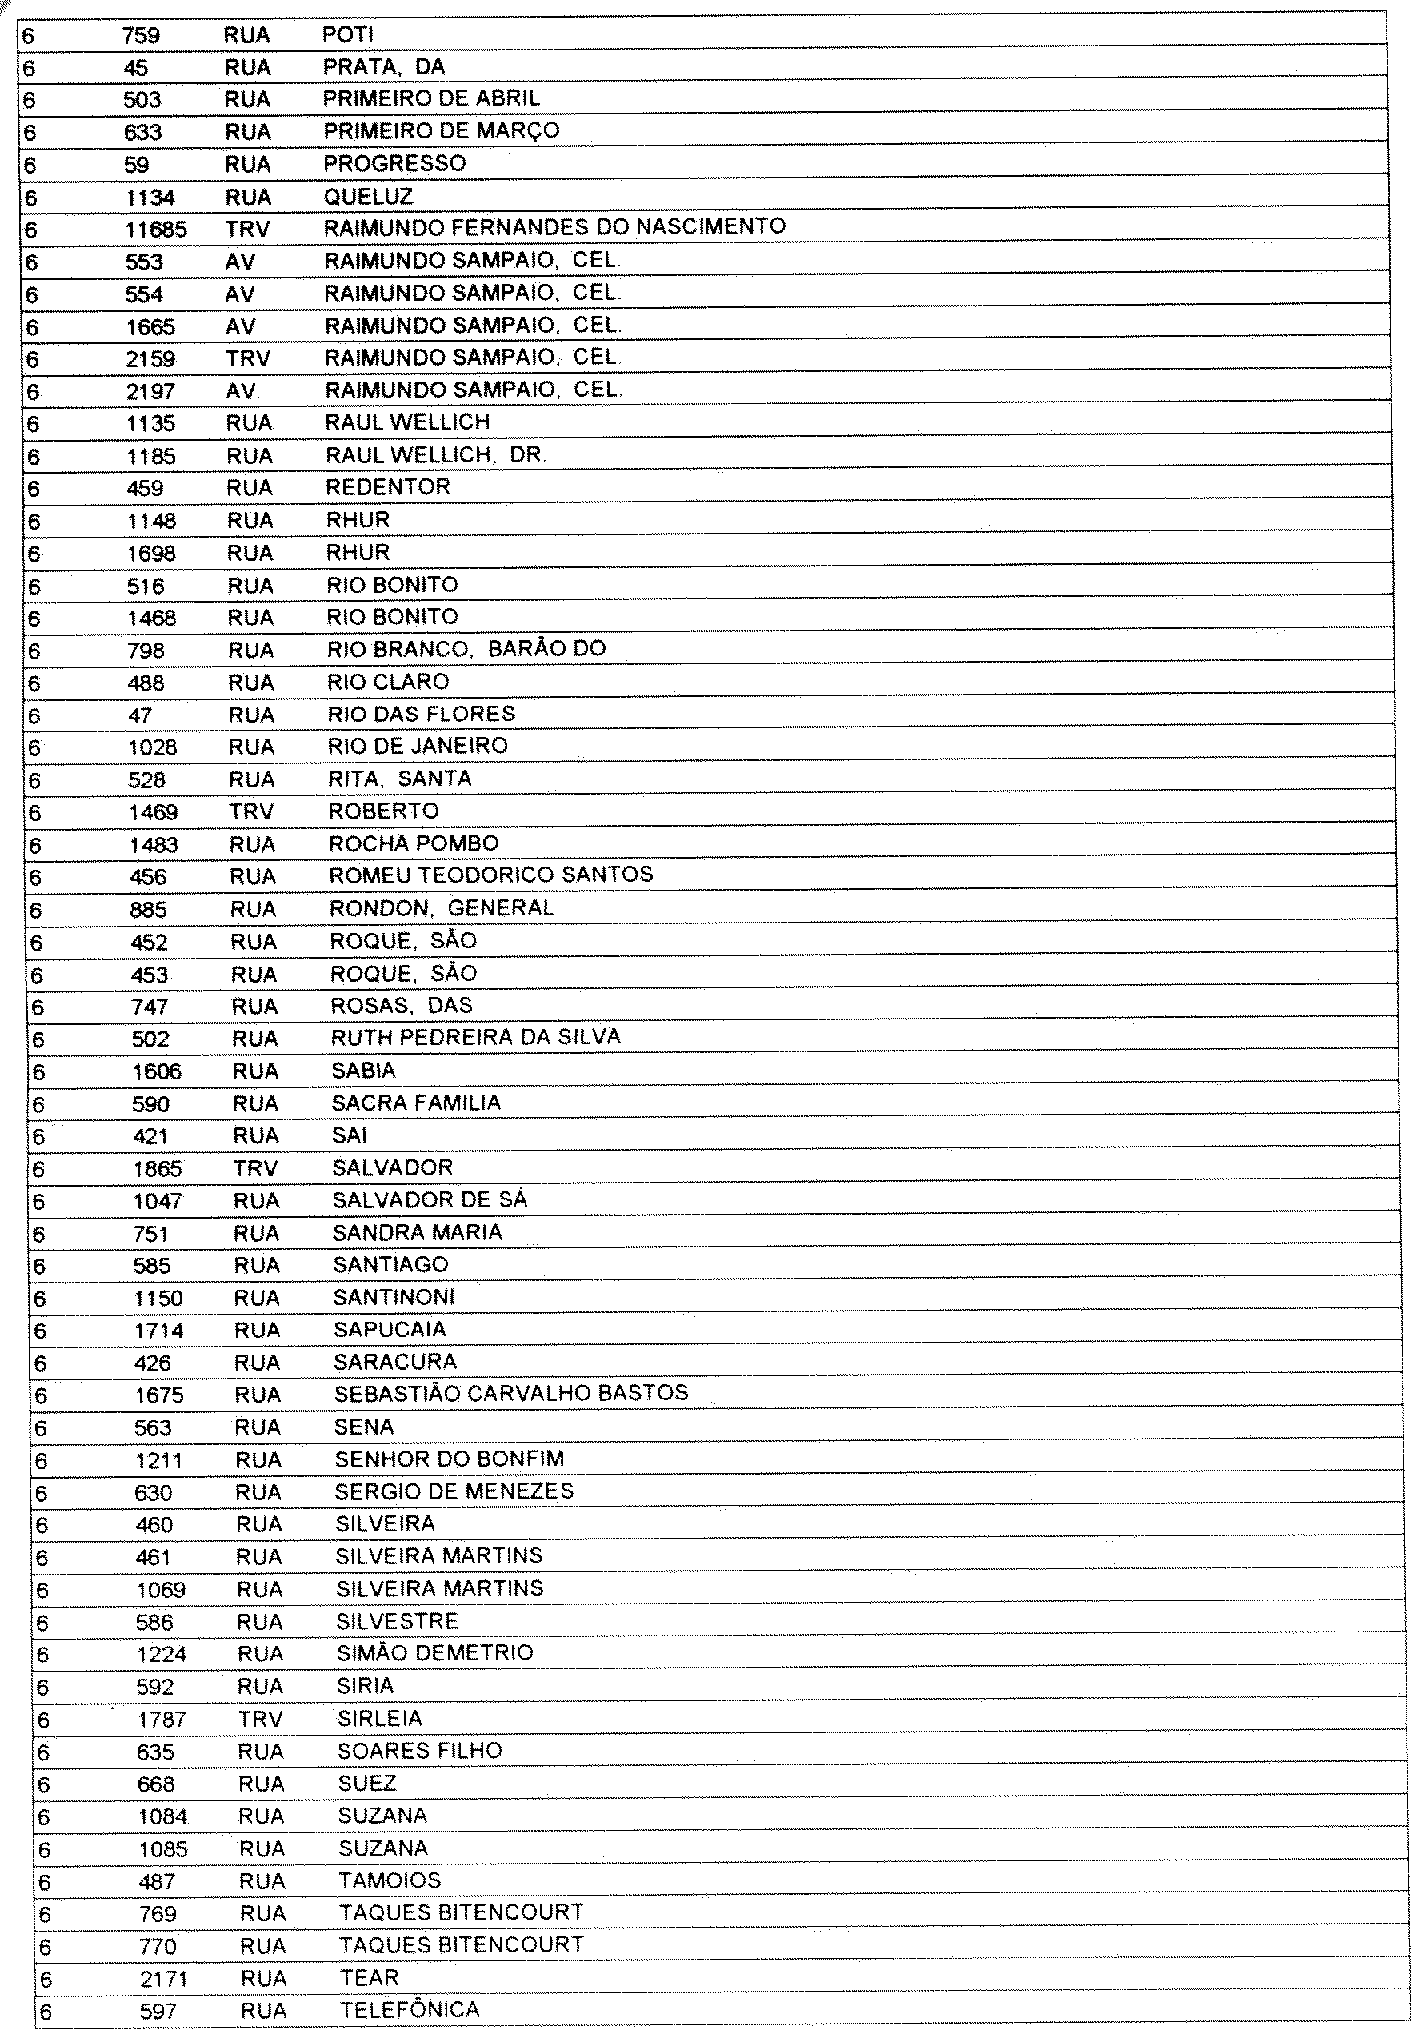 6 759 RUA POTI
6 45 RUA PRATA, DA
6 503 RUA PRIMEIRO DE ABRIL
6 633 RUA PRIMEIRO DE MARÇO
6 59 RUA PROGRESSO
6 1134 RUA QUELUZ
6 11685 TRV RAIMUNDO FERNANDES DO NASCIMENTO
6 553 AV RAIMUNDO SAMPAIO, CEL.
6 554 AV RAIMUNDO SAMPAIO, CEL.
6 1665 AV RAIMUNDO SAMPAIO, CEL.
6 2159 TRV RAIMUNDO SAMPAIO, CEL.
6 2197 AV RAIMUNDO SAMPAIO, CEL.
6 1135 RUA RAUL WELLICH
6 1185 RUA RAUL WELLICH, DR.
6 459 RUA REDENTOR
6 1148 RUA RHUR
6 1698 RUA RHUR
6 516 RUA RIO BONITO
6 1468 RUA RIO BONITO
6 798 RUA RIO BRANCO, BARÃO DO
6 488 RUA RIO CLARO
6 47 RUA RIO DAS FLORES
6 1028 RUA RIO DE JANEIRO
6 528 RUA RITA, SANTA
6 1469 TRV ROBERTO
6 1483 RUA ROCHA POMBO
6 456 RUA ROMEU TEODORICO SANTOS
6 885 RUA RONDON, GENERAL
6 452 RUA ROQUE, SÃO
6 453 RUA ROQUE, SÃO
6 747 RUA ROSAS, DAS
6 502 RUA RUTH PEDREIRA DA SILVA
6 1606 RUA SABIA
6 590 RUA SACRA FAMILIA
6 421 RUA SAI
6 1865 TRV SALVADOR
6 1047 RUA SALVADOR DE SÁ
6 751 RUA SANDRA MARIA
6 585 RUA SANTIAGO
6 1150 RUA SANTINONI
6 1714 RUA SAPUCAIA
6 426 RUA SARACURA
6 1675 RUA SEBASTIÃO CARVALHO BASTOS
6 563 RUA SENA
6 1211 RUA SENHOR DO BONFIM
6 630 RUA SERGIO DE MENEZES
6 460 RUA SILVEIRA
6 461 RUA SILVEIRA MARTINS
6 1069 RUA SILVEIRA MARTINS
6 586 RUA SILVESTRE
6 1224 RUA SIMÃO DEMETRIO
6 592 RUA SIRIA
6 1787 TRV SIRLEIA
6 635 RUA SOARES FILHO
6 668 RUA SUEZ
6 1084 RUA SUZANA
6 1085 RUA SUZANA
6 487 RUA TAMOIOS
6 769 RUA TAQUES BITENCOURT
6 770 RUA TAQUES BITENCOURT
6 2171 RUA TEAR
6 597 RUA TELEFÔNICA